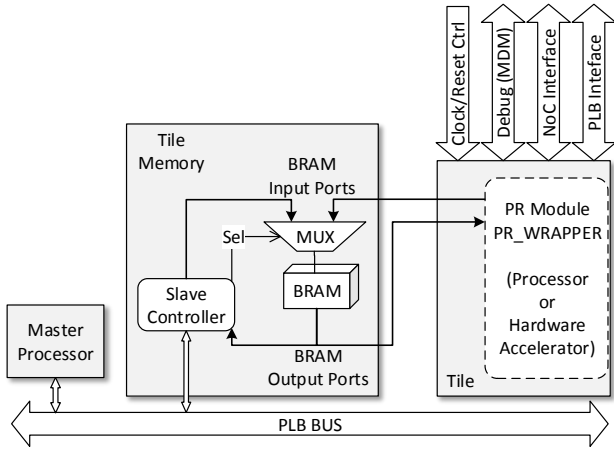 Clock/Reset Ctrl
Debug (MDM)
NoC Interface
PLB Inteface
Tile
Memory
BRAM
Input Ports
Sel
MUX
BRAM
Slave
Controller
BRAM
Output Ports
PR Module
PR_WRAPPER
(Processor
or
Hardware
Accelerator)
Tile
Master
Processor
PLB BUS